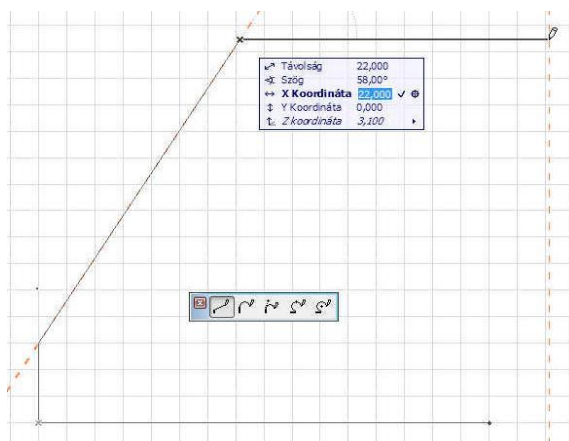 Távolság 22,000
Szög 58,00°
X Koordináta 22,000
Y Koordináta 0,000
Z koordináta 3,100